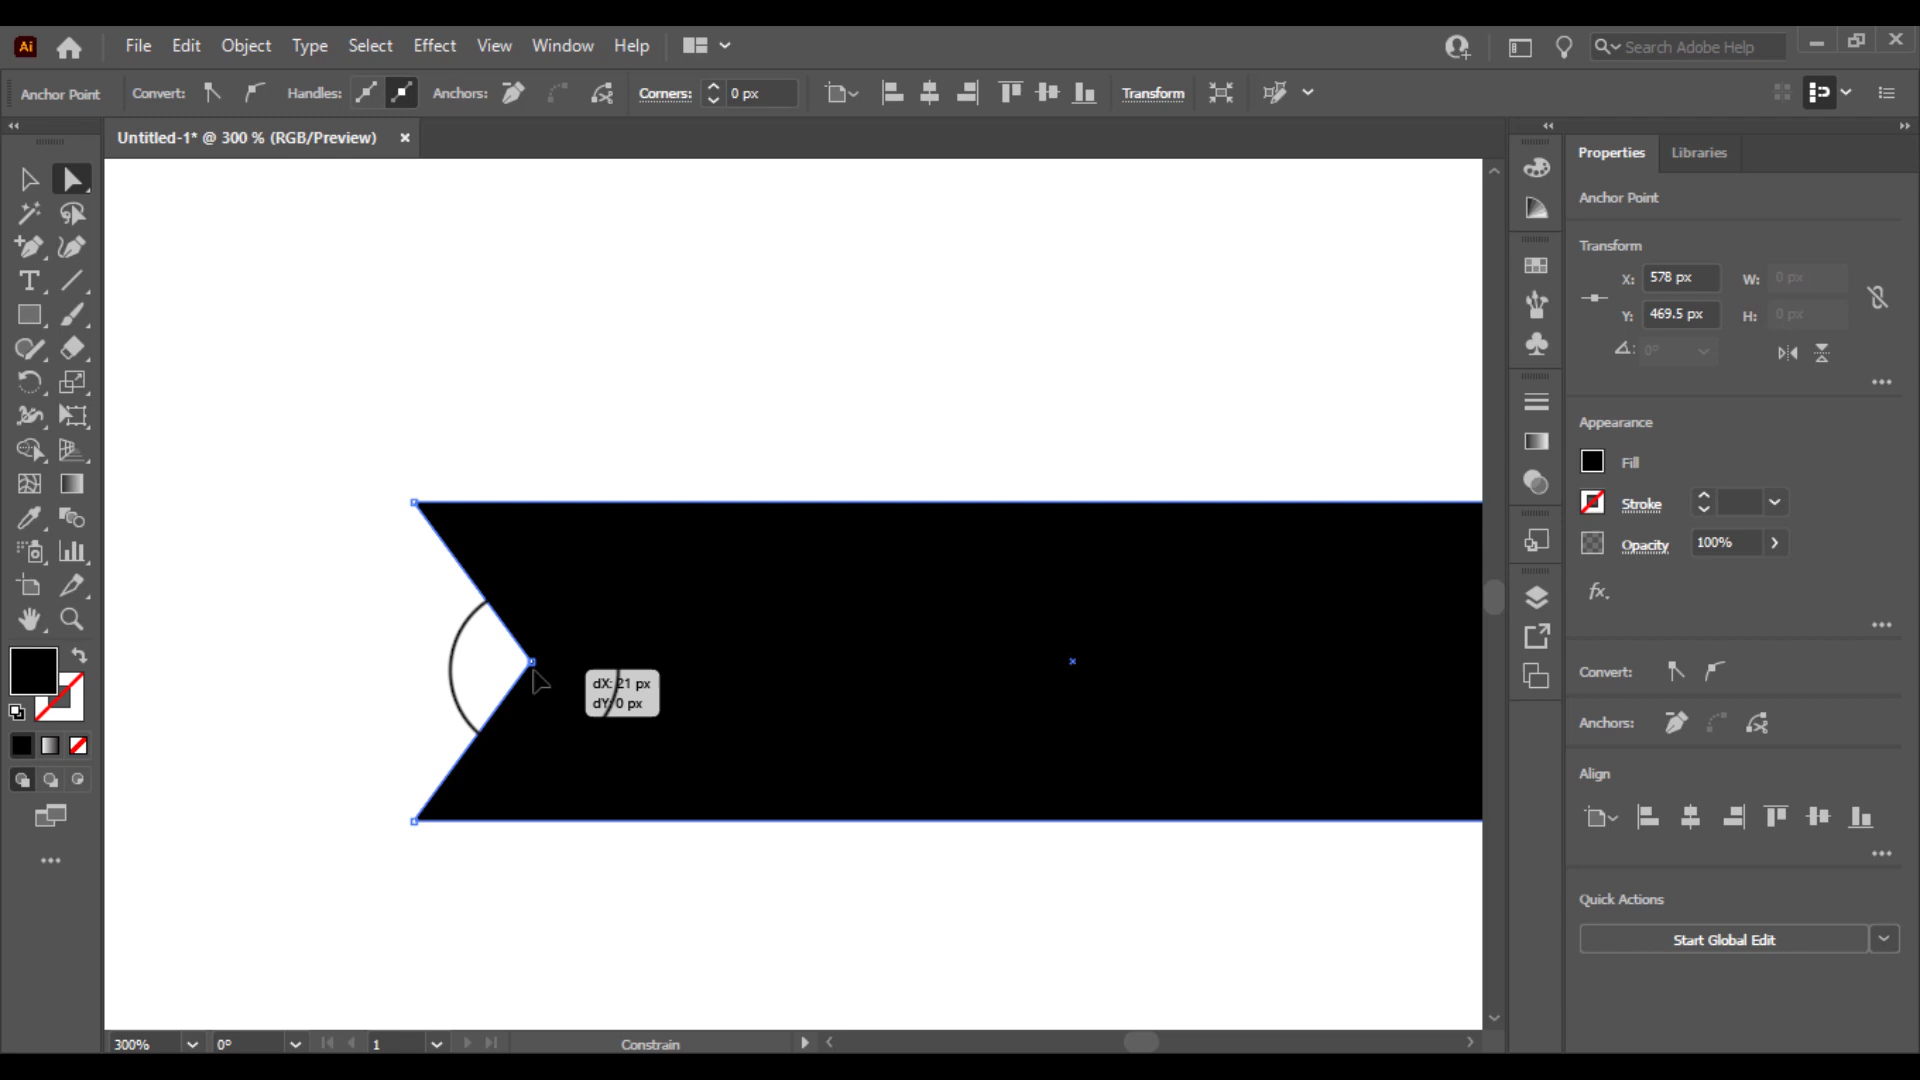 Ai File Edit Object Type Select Effect View Window Help Search Adobe Help
Anchor Point Convert: Handles: Anchors: Corners: 0 px Transform
Untitled-1* @ 300 % (RGB/Preview) ×
Properties Libraries
Anchor Point
Transform
X: 578 px W: 0 px
Y: 469.5 px H: 0 px
0°
Appearance
Fill
Stroke
Opacity 100%
fx.
Convert:
Anchors:
Align
Quick Actions
Start Global Edit
dX: 21 px
dY: 0 px
300% 0° 1 Constrain